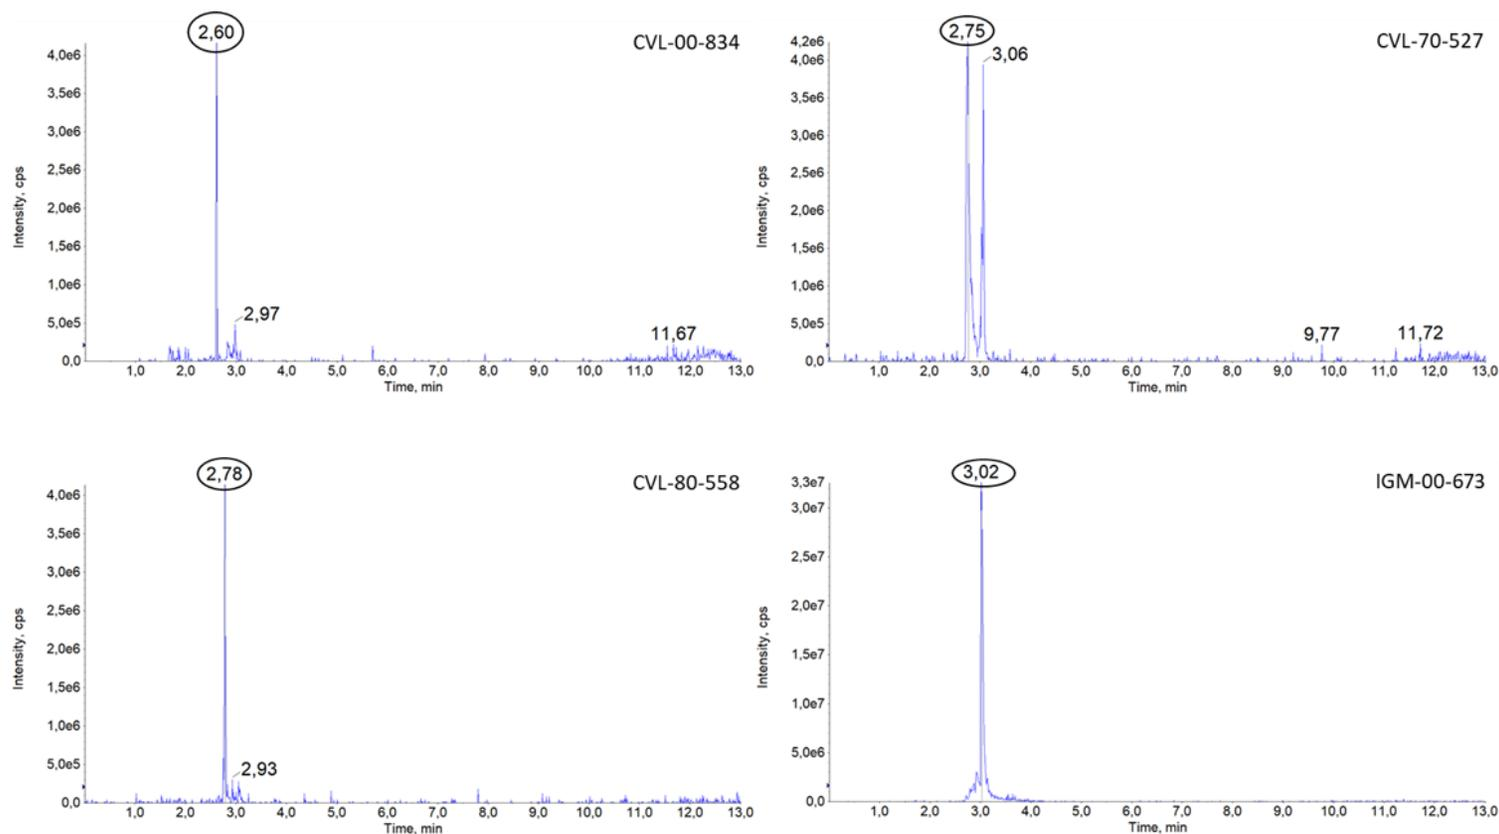 2,60
CVL-00-834
4,0e6
3,5e6
3,0e6
2,5e6
2,0e6
1,5e6
1,0e6
5,0e5
0,0
Intensity, cps
2,97
11,67
1,0 2,0 3,0 4,0 5,0 6,0 7,0 8,0 9,0 10,0 11,0 12,0 13,0
Time, min
2,75
3,06
CVL-70-527
4,2e6
4,0e6
3,5e6
3,0e6
2,5e6
2,0e6
1,5e6
1,0e6
5,0e5
0,0
Intensity, cps
9,77
11,72
1,0 2,0 3,0 4,0 5,0 6,0 7,0 8,0 9,0 10,0 11,0 12,0 13,0
Time, min
2,78
CVL-80-558
4,0e6
3,5e6
3,0e6
2,5e6
2,0e6
1,5e6
1,0e6
5,0e5
0,0
Intensity, cps
2,93
1,0 2,0 3,0 4,0 5,0 6,0 7,0 8,0 9,0 10,0 11,0 12,0 13,0
Time, min
3,02
IGM-00-673
3,3e7
3,0e7
2,5e7
2,0e7
1,5e7
1,0e7
5,0e6
0,0
Intensity, cps
1,0 2,0 3,0 4,0 5,0 6,0 7,0 8,0 9,0 10,0 11,0 12,0 13,0
Time, min